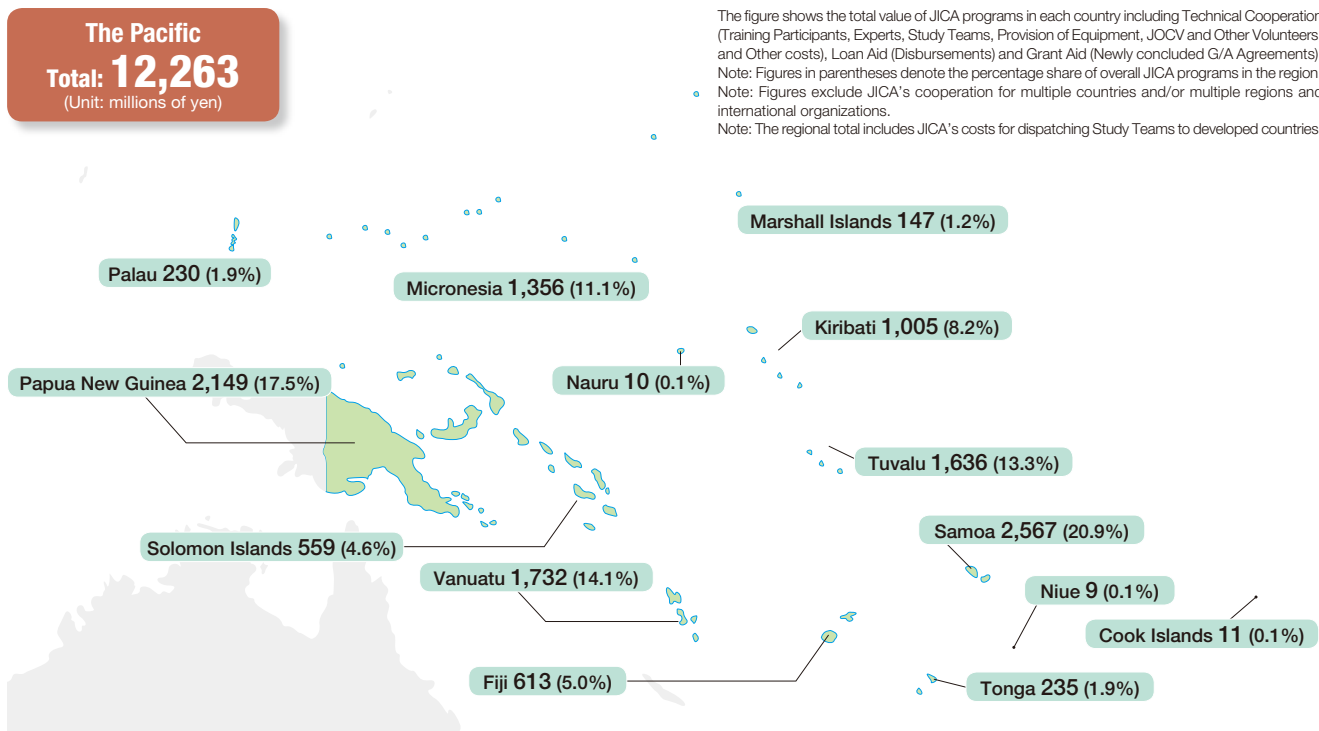 The Pacific
Total: 12,263
(Unit: millions of yen)
The figure shows the total value of JICA programs in each country including Technical Cooperation
(Training Participants, Experts, Study Teams, Provision of Equipment, JOCV and Other Volunteers
and Other costs), Loan Aid (Disbursements) and Grant Aid (Newly concluded G/A Agreements)
Note: Figures in parentheses denote the percentage share of overall JICA programs in the region
Note: Figures exclude JICA's cooperation for multiple countries and/or multiple regions and
international organizations.
Note: The regional total includes JICA's costs for dispatching Study Teams to developed countries
Marshall Islands 147 (1.2%)
Palau 230 (1.9%)
Micronesia 1,356 (11.1%)
Kiribati 1,005 (8.2%)
Papua New Guinea 2,149 (17.5%)
Nauru 10 (0.1%)
Tuvalu 1,636 (13.3%)
Samoa 2,567 (20.9%)
Solomon Islands 559 (4.6%)
Vanuatu 1,732 (14.1%)
Niue 9 (0.1%)
Cook Islands 11 (0.1%)
Fiji 613 (5.0%)
Tonga 235 (1.9%)